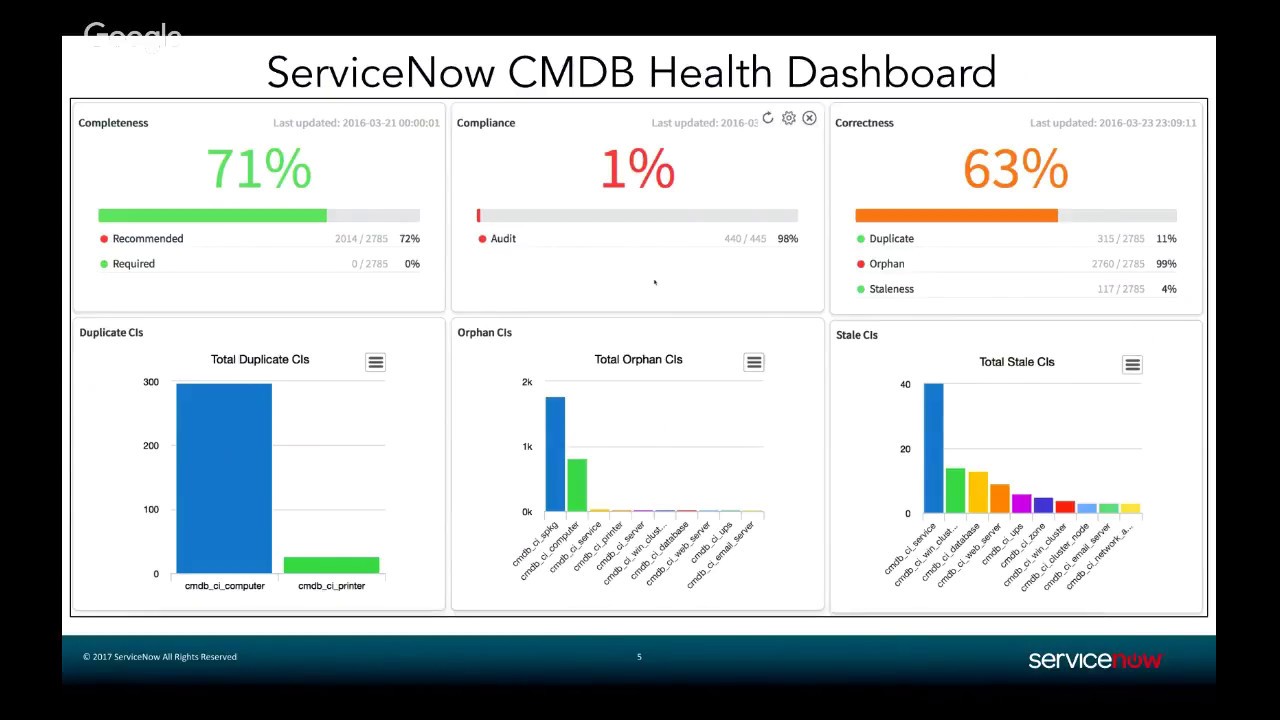 Google
ServiceNow CMDB Health Dashboard
Completeness Last updated: 2016-03-21 00:00:01
71%
Recommended 2014 / 2785 72%
Required 0 / 2785 0%
Compliance Last updated: 2016-03
1%
Audit 440 / 445 98%
Correctness Last updated: 2016-03-23 23:09:11
63%
Duplicate 315 / 2785 11%
Orphan 2760 / 2785 99%
Staleness 117 / 2785 4%
Duplicate CIs
Total Duplicate CIs
300
200
100
0
cmdb_ci_computer cmdb_ci_printer
Orphan CIs
Total Orphan CIs
2k
1k
0k
cmdb_ci_spkg
cmdb_ci_computer
cmdb_ci_service
cmdb_ci_printer
cmdb_ci_server
cmdb_ci_win_clust...
cmdb_ci_database
cmdb_ci_web_server
cmdb_ci_ups
cmdb_ci_email_server
Stale CIs
Total Stale CIs
40
20
0
cmdb_ci_service
cmdb_ci_win_clust...
cmdb_ci_database
cmdb_ci_web_server
cmdb_ci_ups
cmdb_ci_zone
cmdb_ci_win_cluster
cmdb_ci_cluster_node
cmdb_ci_email_server
cmdb_ci_network_a...
© 2017 ServiceNow All Rights Reserved
5
servicenow